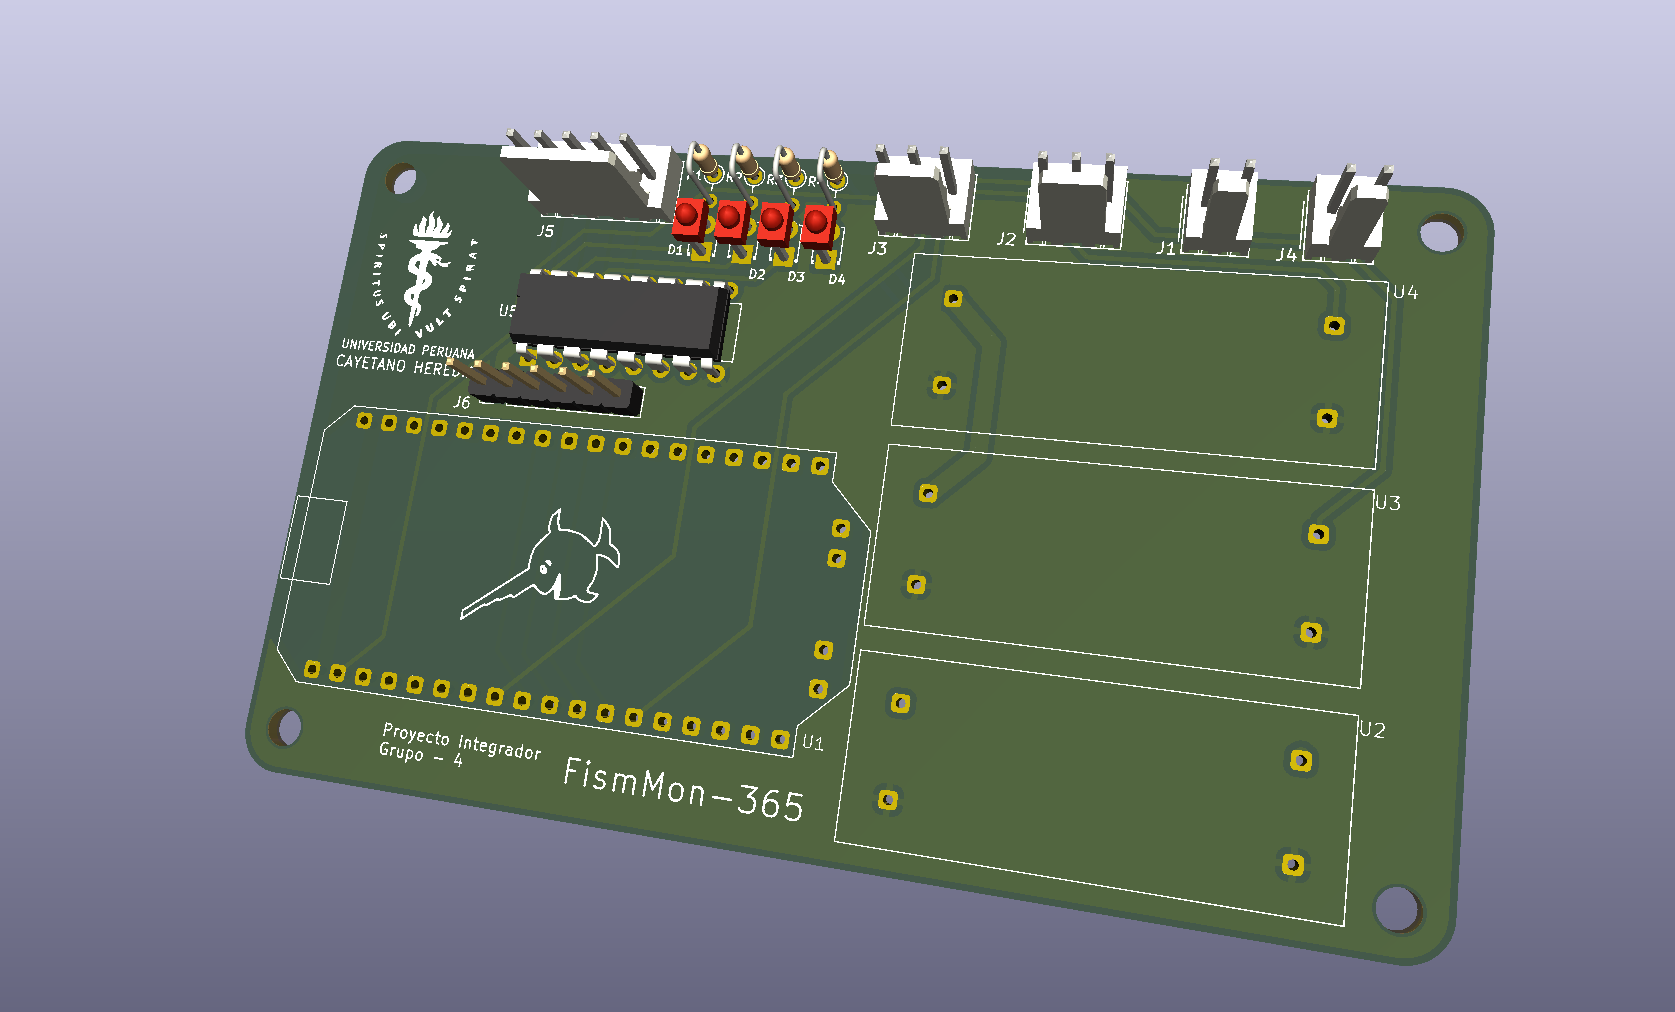 J5
D1
D2
D3
D4
J3
J2
J1
J4
U4
SPIRITUS UBI VULT SPIRAT
U5
UNIVERSIDAD PERUANA
CAYETANO
J6
U3
U1
U2
Proyecto Integrador
Grupo - 4
FismMon-365